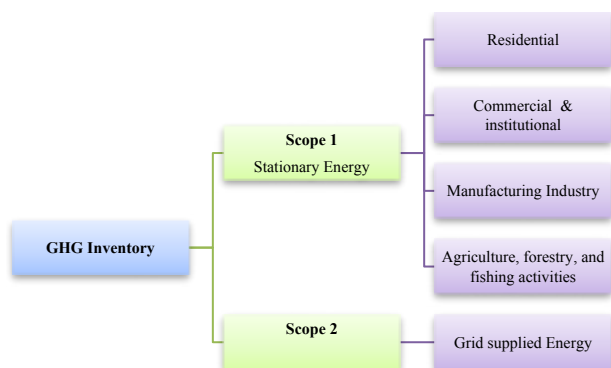 GHG Inventory
Scope 1
Stationary Energy
Residential
Commercial &
institutional
Manufacturing Industry
Agriculture, forestry, and
fishing activities
Scope 2
Grid supplied Energy